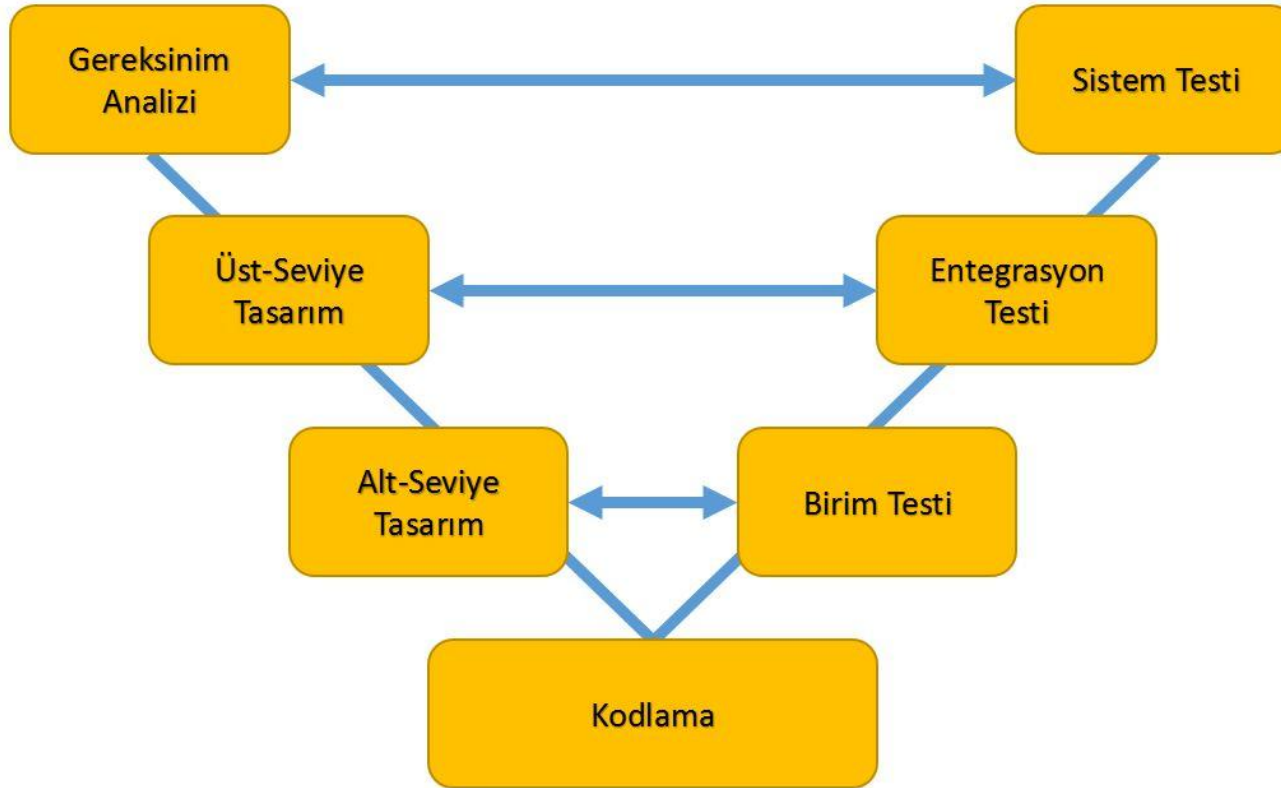 Gereksinim
Analizi
Sistem Testi
Üst-Seviye
Tasarım
Entegrasyon
Testi
Alt-Seviye
Tasarım
Birim Testi
Kodlama